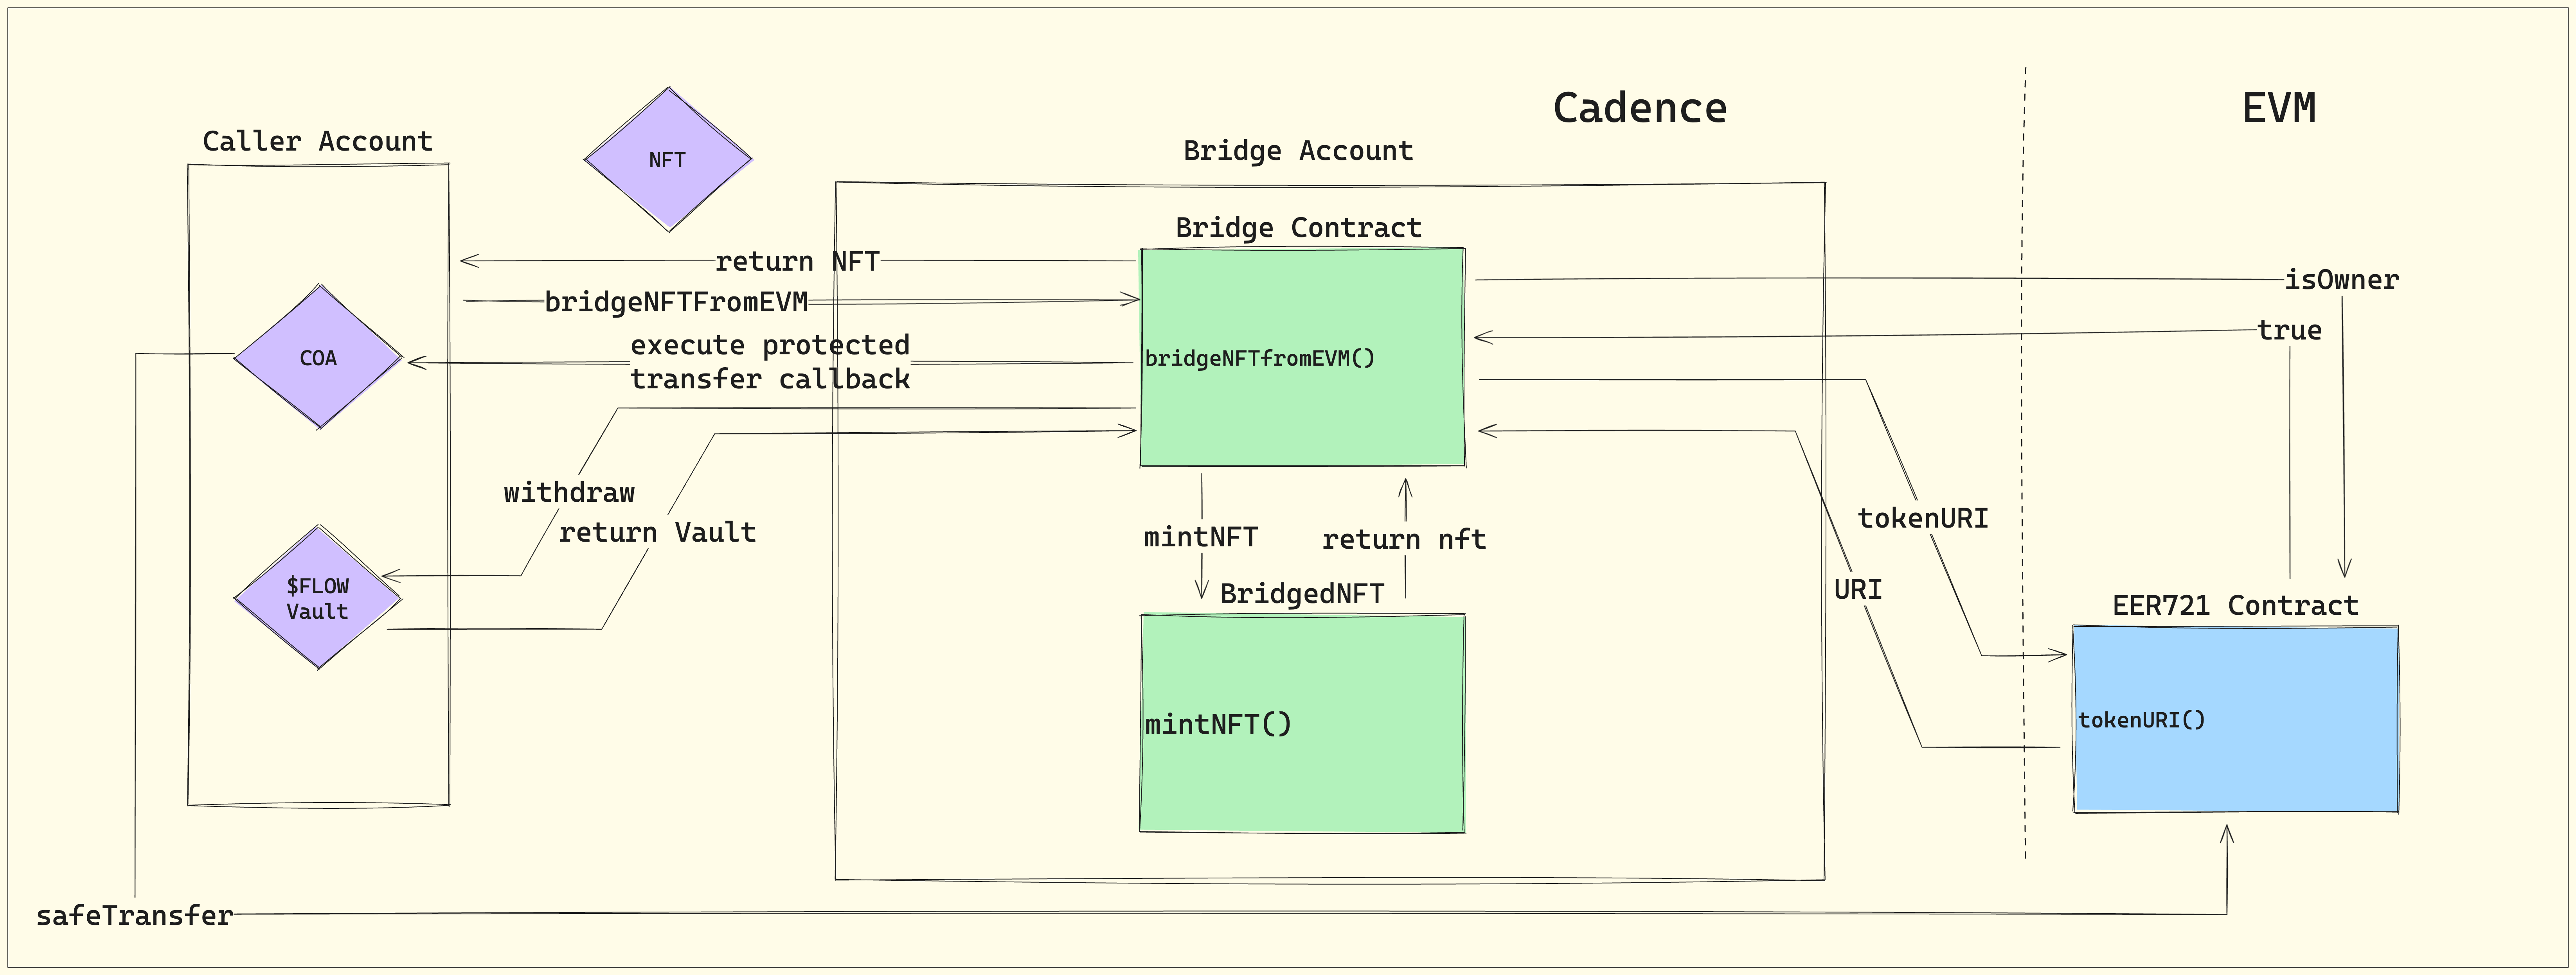 Cadence
EVM
Caller Account
NFT
Bridge Account
Bridge Contract
return NFT
isOwner
bridgeNFTFromEVM
true
execute protected
transfer callback
COA
bridgeNFTfromEVM()
withdraw
return Vault
tokenURI
mintNFT
return nft
$FLOW
Vault
BridgedNFT
URI
EER721 Contract
mintNFT()
tokenURI()
safeTransfer